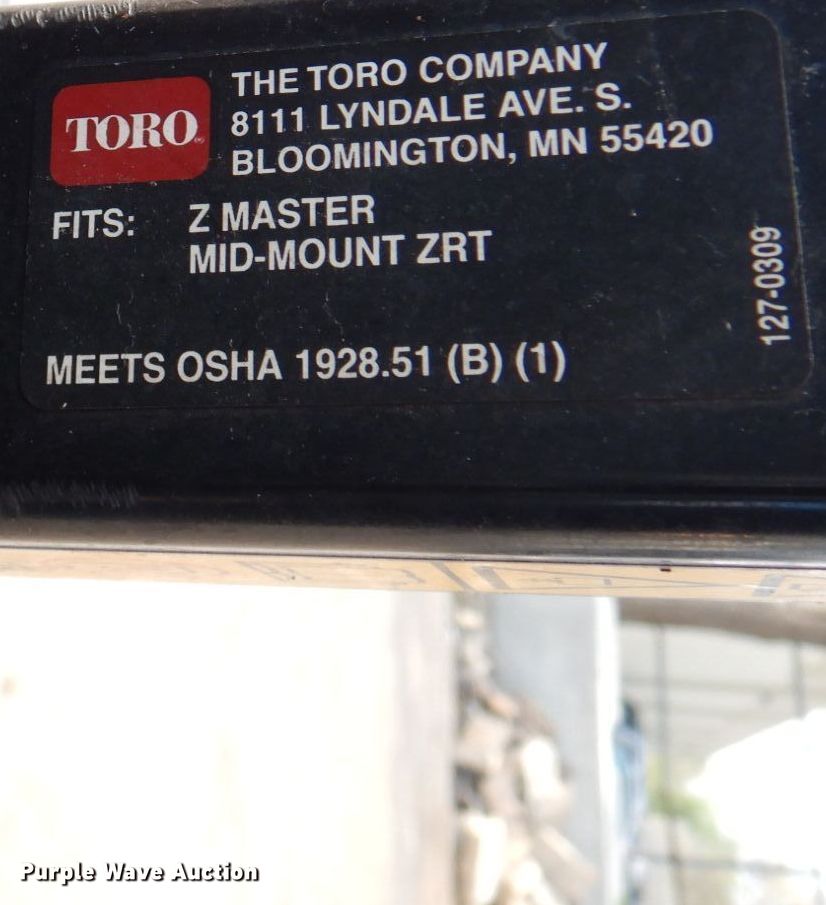 TORO
THE TORO COMPANY
8111 LYNDALE AVE. S.
BLOOMINGTON, MN 55420
FITS: Z MASTER
MID-MOUNT ZRT
127-0309
MEETS OSHA 1928.51 (B) (1)
Purple Wave Auction